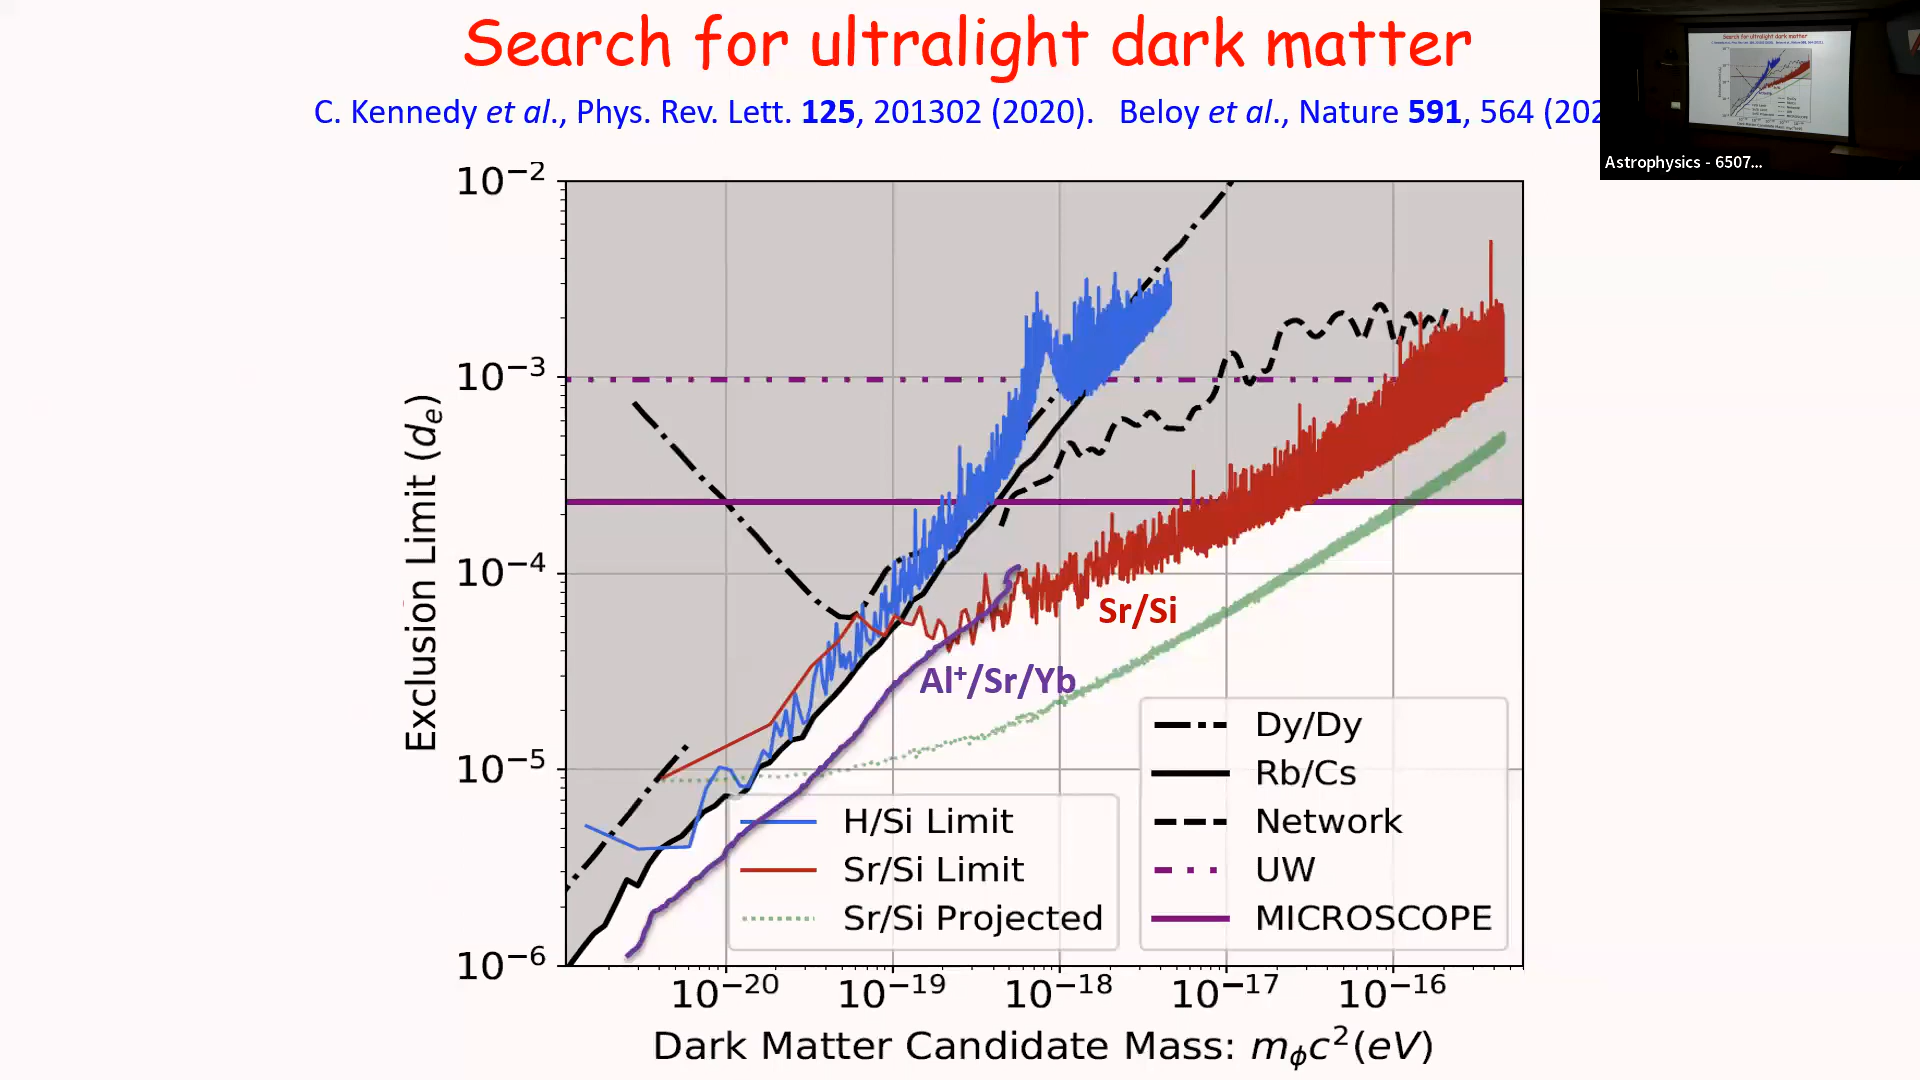 Search for ultralight dark matter
C. Kennedy et al., Phys. Rev. Lett. 125, 201302 (2020). Beloy et al., Nature 591, 564 (202
Astrophysics - 6507...
10⁻²
10⁻³
10⁻⁴
10⁻⁵
10⁻⁶
Exclusion Limit (dₑ)
Sr/Si
Al⁺/Sr/Yb
H/Si Limit
Sr/Si Limit
Sr/Si Projected
Dy/Dy
Rb/Cs
Network
UW
MICROSCOPE
10⁻²⁰ 10⁻¹⁹ 10⁻¹⁸ 10⁻¹⁷ 10⁻¹⁶
Dark Matter Candidate Mass: m_ϕc²(eV)